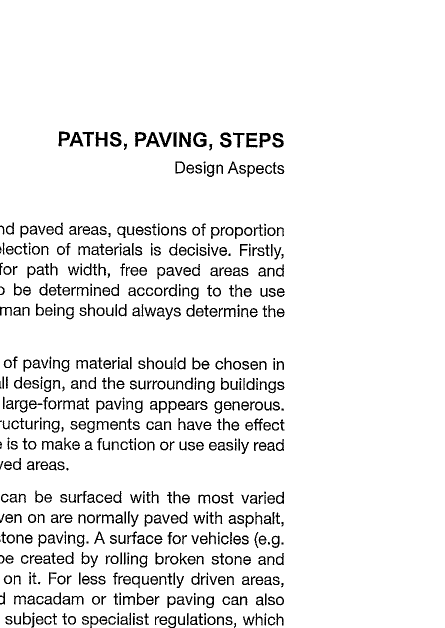 PATHS, PAVING, STEPS
Design Aspects
nd paved areas, questions of proportion
election of materials is decisive. Firstly,
for path width, free paved areas and
o be determined according to the use
man being should always determine the
of paving material should be chosen in
ll design, and the surrounding buildings
large-format paving appears generous.
ructuring, segments can have the effect
e is to make a function or use easily read
ved areas.
can be surfaced with the most varied
ven on are normally paved with asphalt,
tone paving. A surface for vehicles (e.g.
be created by rolling broken stone and
on it. For less frequently driven areas,
d macadam or timber paving can also
subject to specialist regulations, which